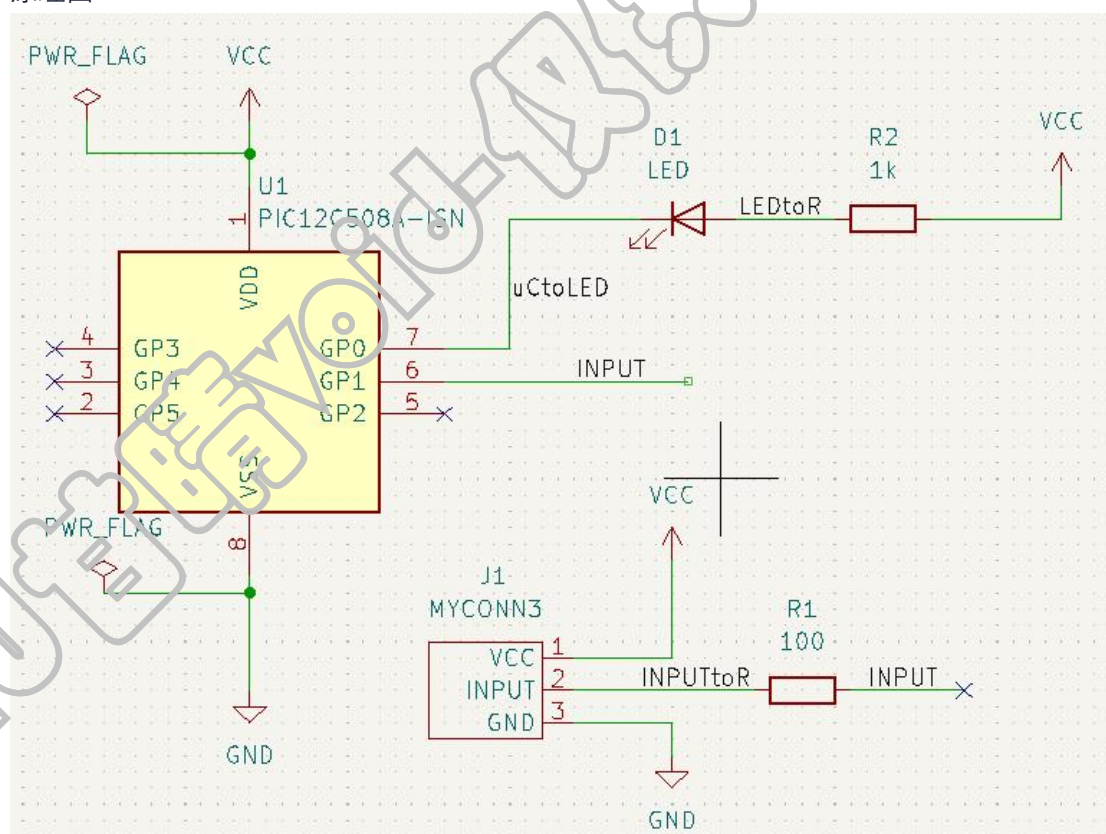 PWR_FLAG
VCC
U1
PIC12C508A-ISN
1
VDD
4 GP3
3 GP4
2 GP5
GP0 7
GP1 6
GP2 5
VSS
8
PWR_FLAG
GND
D1
LED
R2
1k
VCC
LEDtoR
uCtoLED
INPUT
VCC
J1
MYCONN3
VCC 1
INPUT 2
GND 3
INPUTtoR
R1
100
INPUT
GND